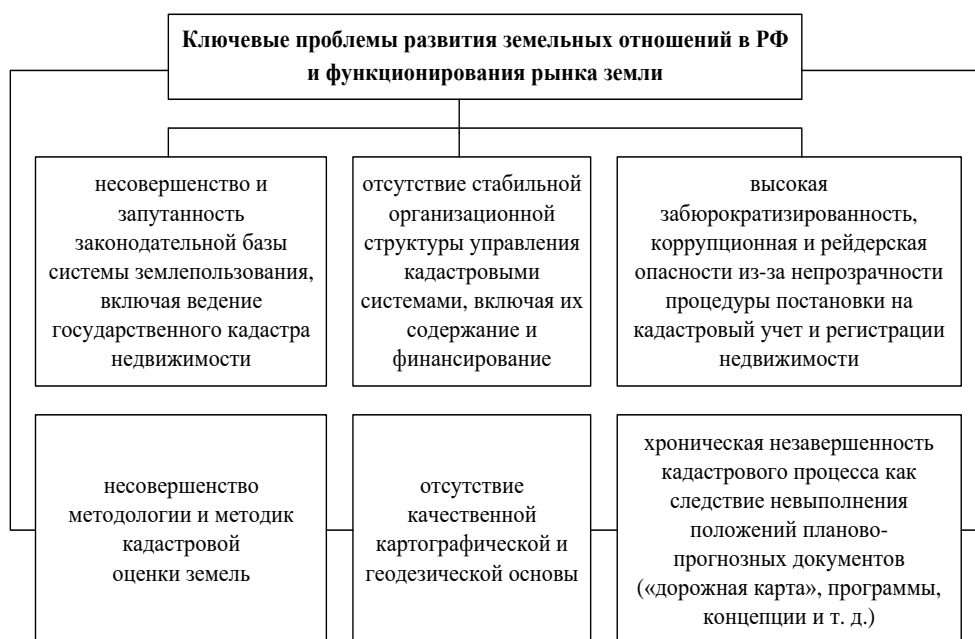 Ключевые проблемы развития земельных отношений в РФ
и функционирования рынка земли
несовершенство и
запутанность
законодательной базы
системы землепользования,
включая ведение
государственного кадастра
недвижимости
отсутствие стабильной
организационной
структуры управления
кадастровыми
системами, включая их
содержание и
финансирование
высокая
забюрократизированность,
коррупционная и рейдерская
опасности из-за непрозрачности
процедуры постановки на
кадастровый учет и регистрации
недвижимости
несовершенство
методологии и методик
кадастровой
оценки земель
отсутствие
качественной
картографической и
геодезической основы
хроническая незавершенность
кадастрового процесса как
следствие невыполнения
положений планово-
прогнозных документов
(«дорожная карта», программы,
концепции и т. д.)